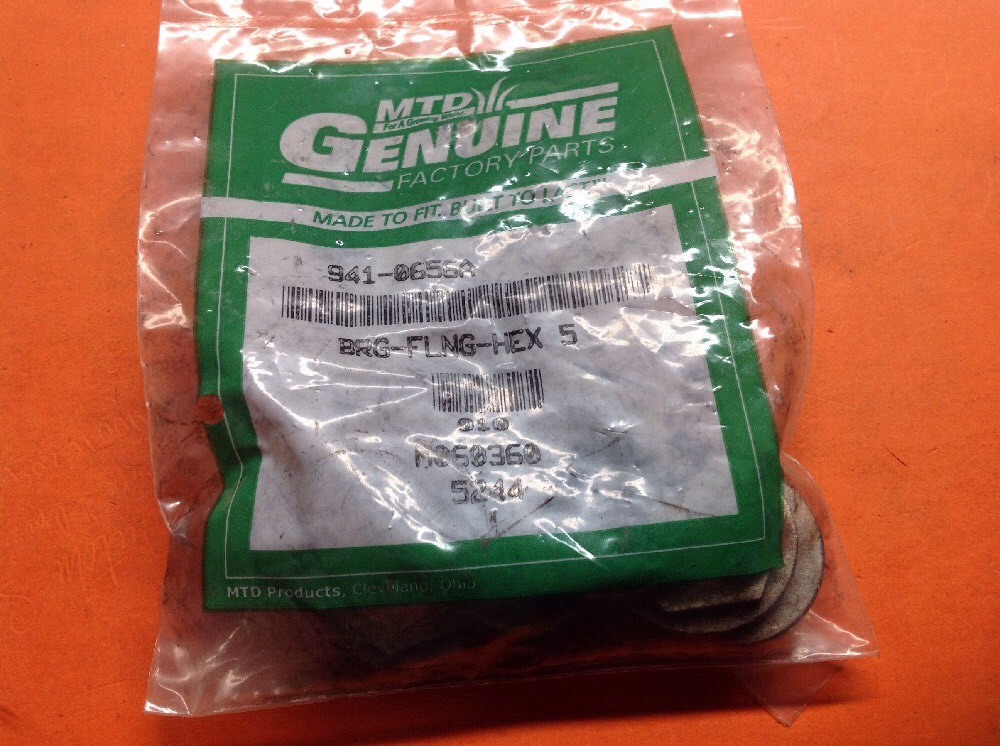 MTD
For A Growing World
GENUINE
FACTORY PARTS
MADE TO FIT. BUILT TO LAST
941-0656A
BRG-FLNG-HEX 5
010
M060360
5244
MTD Products, Cleveland, Ohio